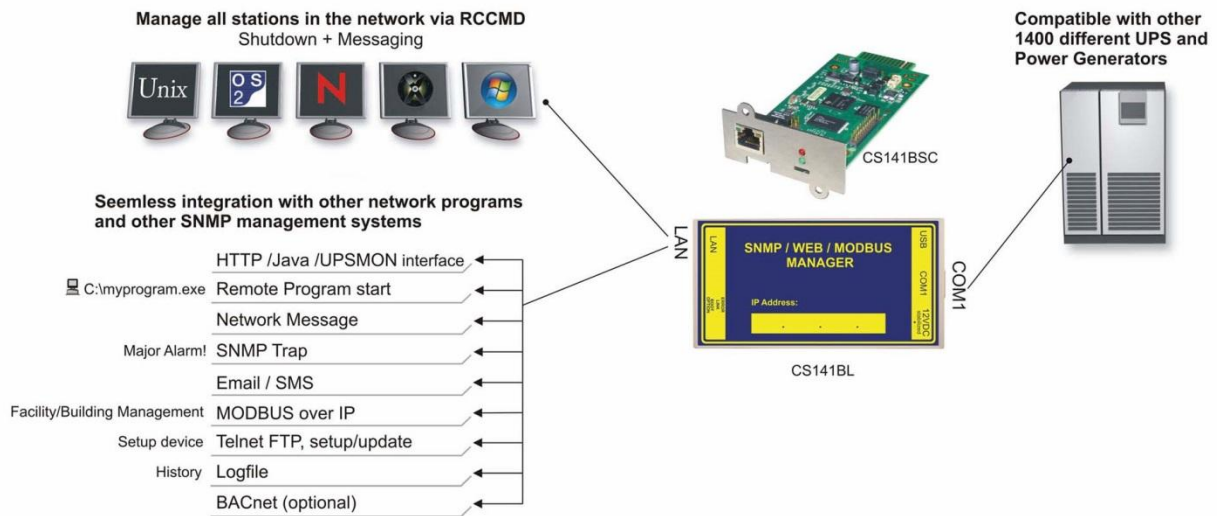 Manage all stations in the network via RCCMD
Shutdown + Messaging
Unix
OS
2
N
Compatible with other
1400 different UPS and
Power Generators
CS141BSC
Seemless integration with other network programs
and other SNMP management systems
HTTP /Java /UPSMON interface
C:\myprogram.exe Remote Program start
Network Message
Major Alarm! SNMP Trap
Email / SMS
Facility/Building Management MODBUS over IP
Setup device Telnet FTP, setup/update
History Logfile
BACnet (optional)
LAN
LAN
SNMP / WEB / MODBUS
MANAGER
IP Address:
. . .
USB
COM1
12VDC
COM1
CS141BL